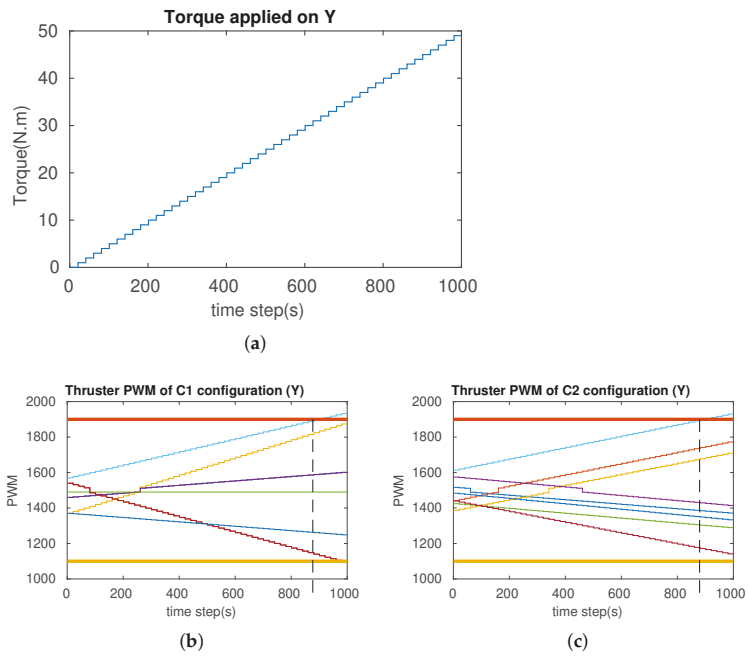 Torque applied on Y
50
40
30
20
10
0
Torque(N.m)
0 200 400 600 800 1000
time step(s)
(a)
Thruster PWM of C1 configuration (Y)
2000
1800
1600
1400
1200
1000
PWM
0 200 400 600 800 1000
time step(s)
(b)
Thruster PWM of C2 configuration (Y)
2000
1800
1600
1400
1200
1000
PWM
0 200 400 600 800 1000
time step(s)
(c)